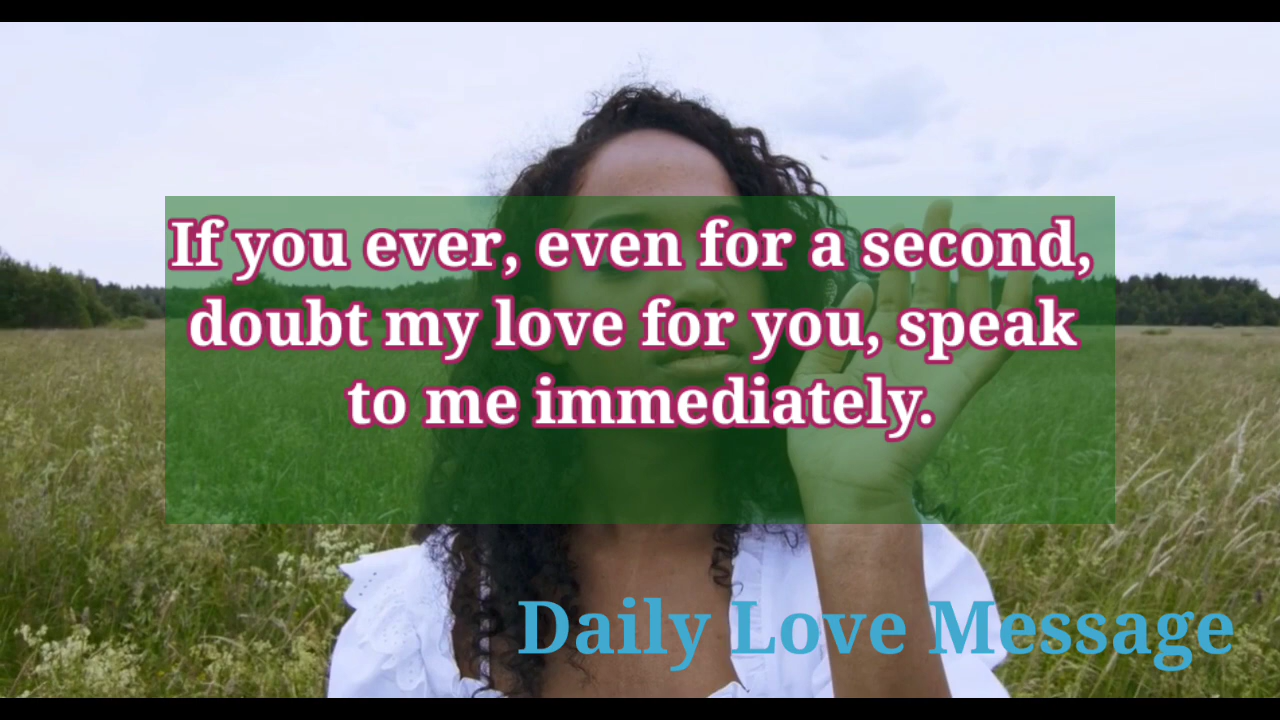 If you ever, even for a second,
doubt my love for you, speak
to me immediately.
Daily Love Message